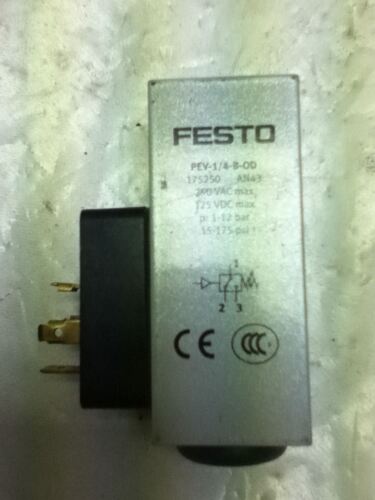 FESTO
PEV-1/4-B-OD
175250 AN43
250 VAC max.
125 VDC max.
p: 1-12 bar
15-175 psi
1
2 3
CE CCC